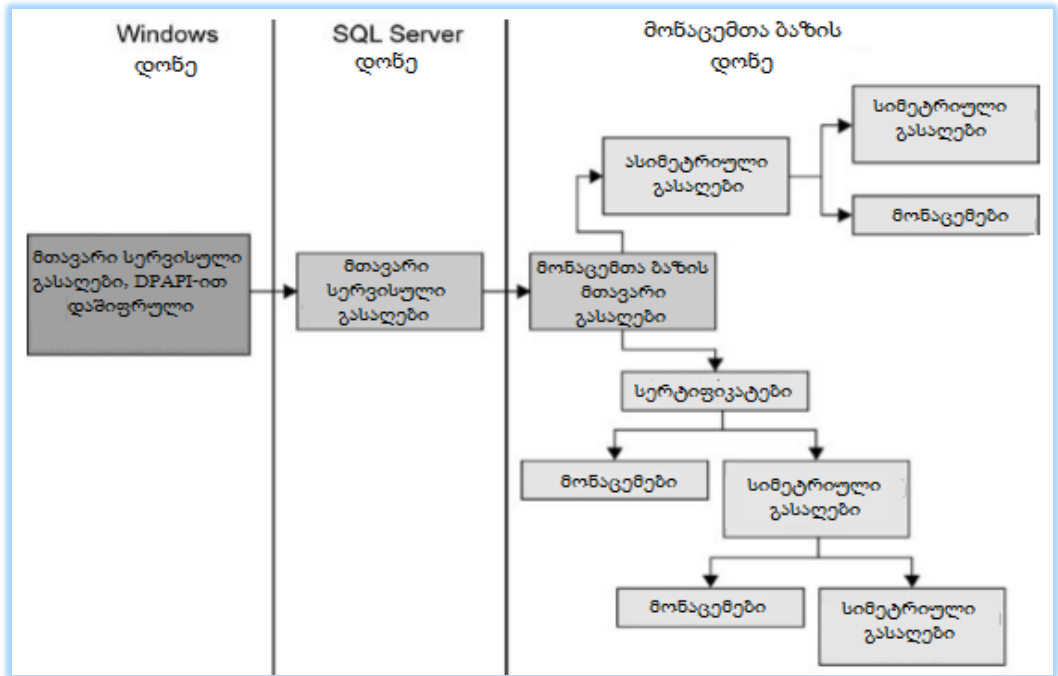 Windows
დონე
SQL Server
დონე
მონაცემთა ბაზის
დონე
სიმეტრიული
გასაღები
ასიმეტრიული
გასაღები
მონაცემები
მთავარი სერვისული
გასაღები, DPAPI-ით
დაშიფრული
მთავარი
სერვისული
გასაღები
მონაცემთა ბაზის
მთავარი
გასაღები
სერტიფიკატები
მონაცემები
სიმეტრიული
გასაღები
მონაცემები
სიმეტრიული
გასაღები